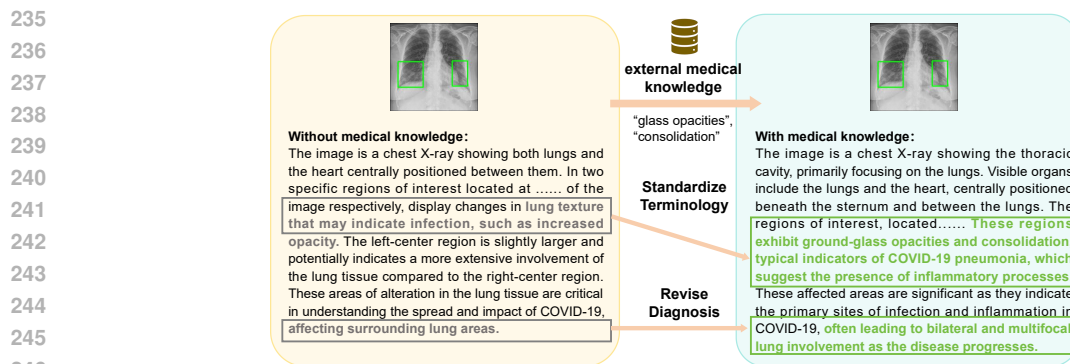 235
236
237
238
239
240
241
242
243
244
245
Without medical knowledge:
The image is a chest X-ray showing both lungs and
the heart centrally positioned between them. In two
specific regions of interest located at ...... of the
image respectively, display changes in lung texture
that may indicate infection, such as increased
opacity. The left-center region is slightly larger and
potentially indicates a more extensive involvement of
the lung tissue compared to the right-center region.
These areas of alteration in the lung tissue are critical
in understanding the spread and impact of COVID-19,
affecting surrounding lung areas.
external medical
knowledge
"glass opacities",
"consolidation"
Standardize
Terminology
Revise
Diagnosis
With medical knowledge:
The image is a chest X-ray showing the thoracic
cavity, primarily focusing on the lungs. Visible organs
include the lungs and the heart, centrally positioned
beneath the sternum and between the lungs. The
regions of interest, located...... These regions
exhibit ground-glass opacities and consolidation,
typical indicators of COVID-19 pneumonia, which
suggest the presence of inflammatory processes
These affected areas are significant as they indicate
the primary sites of infection and inflammation in
COVID-19, often leading to bilateral and multifocal
lung involvement as the disease progresses.